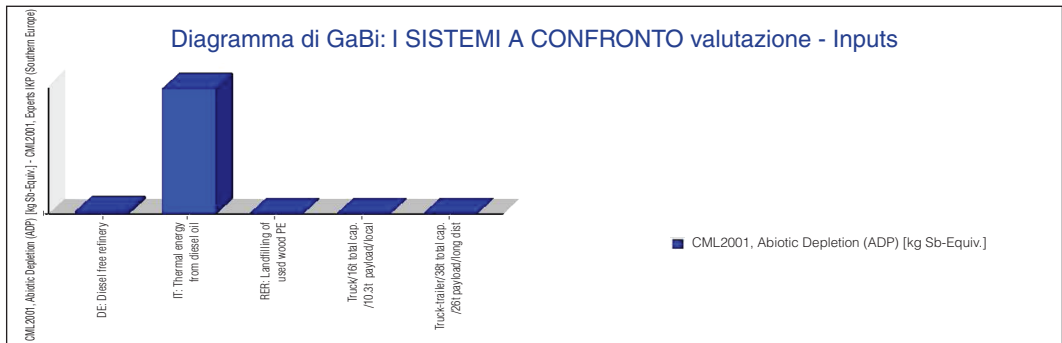 Diagramma di GaBi: I SISTEMI A CONFRONTO valutazione - Inputs
CML2001, Abiotic Depletion (ADP) [kg Sb-Equiv.] - CML2001, Experts IKP (Southern Europe)
DE: Diesel free refinery
IT: Thermal energy
from diesel oil
RER: Landfilling of
used wood PE
Truck/16t total cap.
/10.3t payload/local
Truck-trailer/38t total cap.
/26t payload/long dist
CML2001, Abiotic Depletion (ADP) [kg Sb-Equiv.]